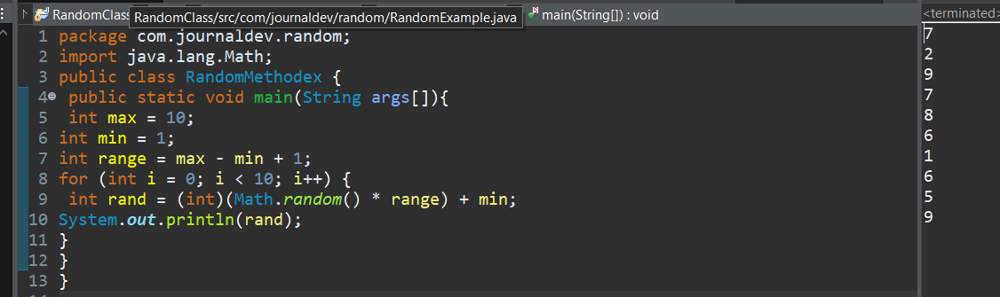 RandomClass RandomClass/src/com/journaldev/random/RandomExample.java main(String[]) : void
1 package com.journaldev.random;
2 import java.lang.Math;
3 public class RandomMethodex {
4 public static void main(String args[]){
5 int max = 10;
6 int min = 1;
7 int range = max - min + 1;
8 for (int i = 0; i < 10; i++) {
9 int rand = (int)(Math.random() * range) + min;
10 System.out.println(rand);
11 }
12 }
13 }
<terminated>
7
2
9
7
8
6
1
6
5
9